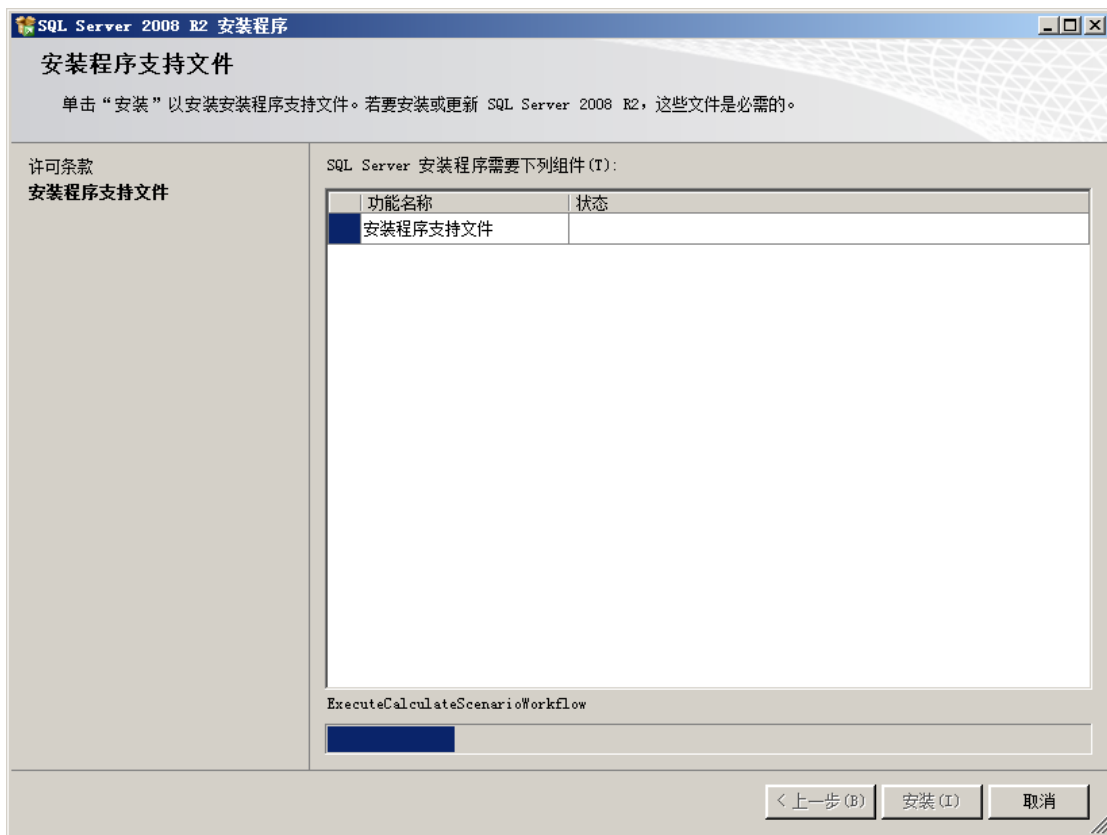 SQL Server 2008 R2 安装程序
安装程序支持文件
单击“安装”以安装安装程序支持文件。若要安装或更新 SQL Server 2008 R2，这些文件是必需的。
许可条款
安装程序支持文件
SQL Server 安装程序需要下列组件(T):
功能名称 状态
安装程序支持文件
ExecuteCalculateScenarioWorkflow
< 上一步(B) 安装(I) 取消